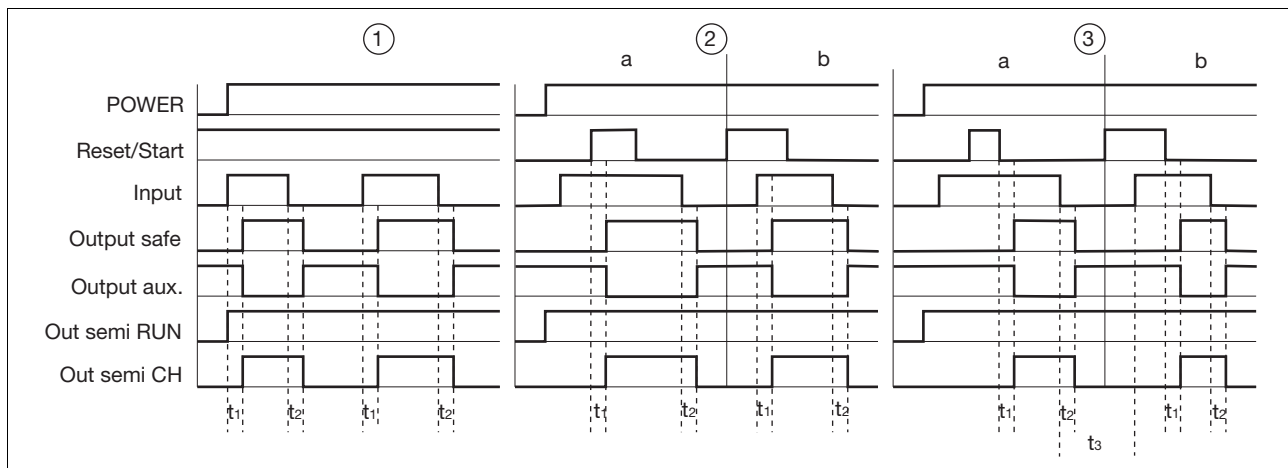 ① ② ③
a b a b
POWER
Reset/Start
Input
Output safe
Output aux.
Out semi RUN
Out semi CH
t1 t2 t1 t2 t1 t2 t1 t2 t1 t2 t1 t2
t3